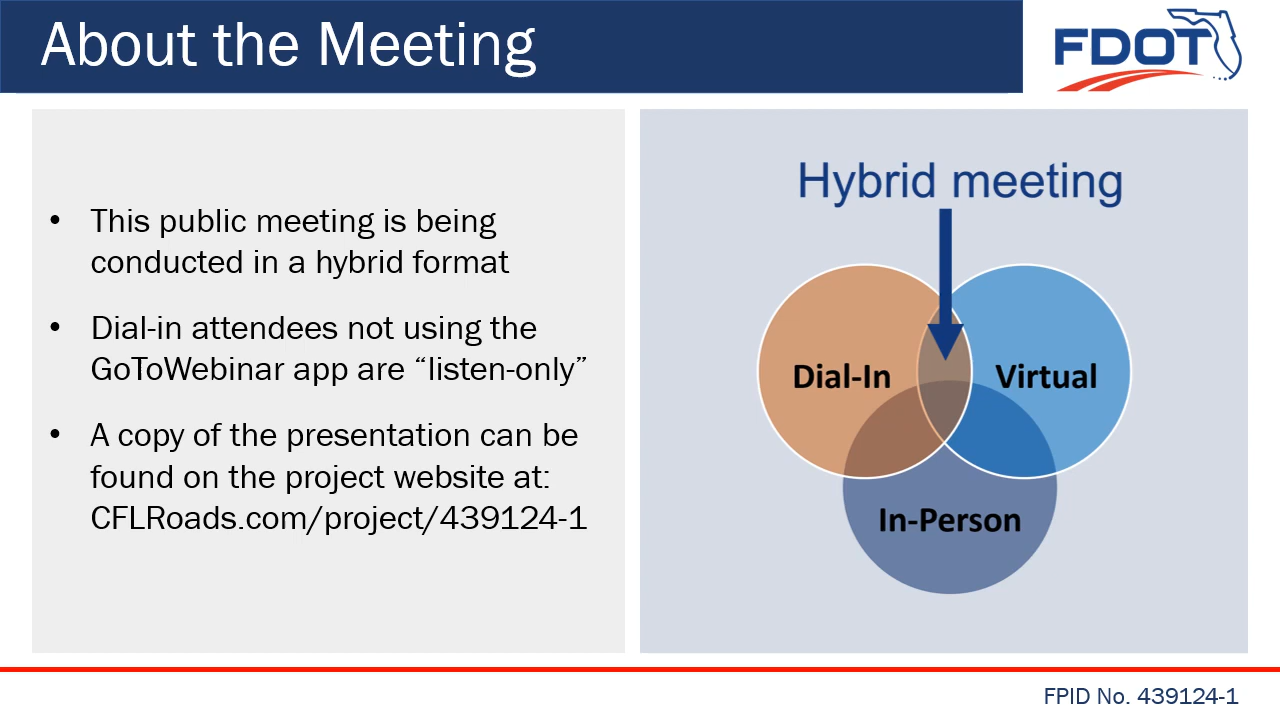 About the Meeting
FDOT
• This public meeting is being
conducted in a hybrid format
• Dial-in attendees not using the
GoToWebinar app are “listen-only”
• A copy of the presentation can be
found on the project website at:
CFLRoads.com/project/439124-1
Hybrid meeting
Dial-In
Virtual
In-Person
FPID No. 439124-1